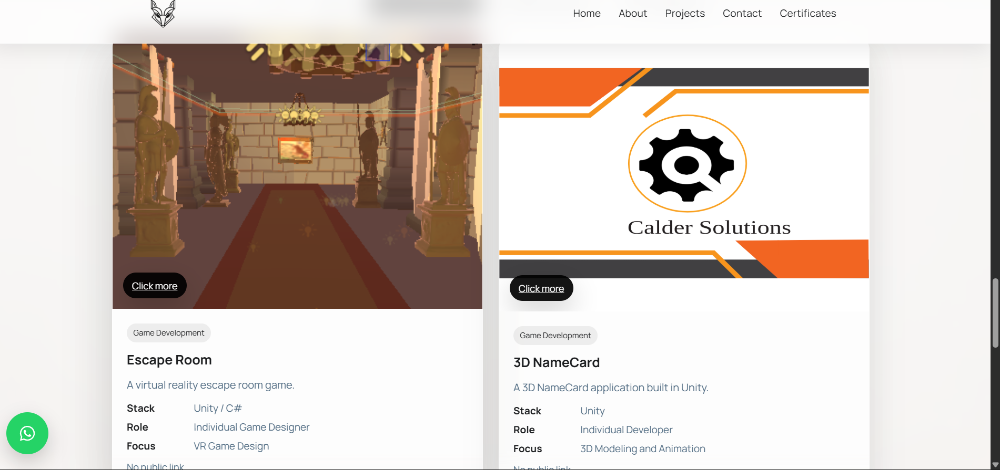 Home About Projects Contact Certificates
Click more
Game Development
Escape Room
A virtual reality escape room game.
Stack Unity / C#
Role Individual Game Designer
Focus VR Game Design
No public link
Calder Solutions
Click more
Game Development
3D NameCard
A 3D NameCard application built in Unity.
Stack Unity
Role Individual Developer
Focus 3D Modeling and Animation
No public link